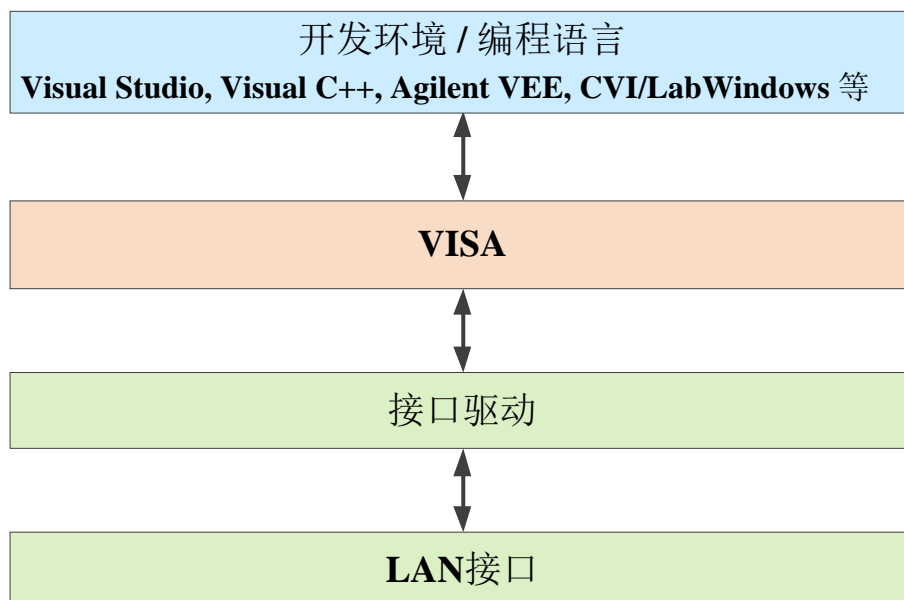 开发环境 / 编程语言
Visual Studio, Visual C++, Agilent VEE, CVI/LabWindows 等
VISA
接口驱动
LAN接口